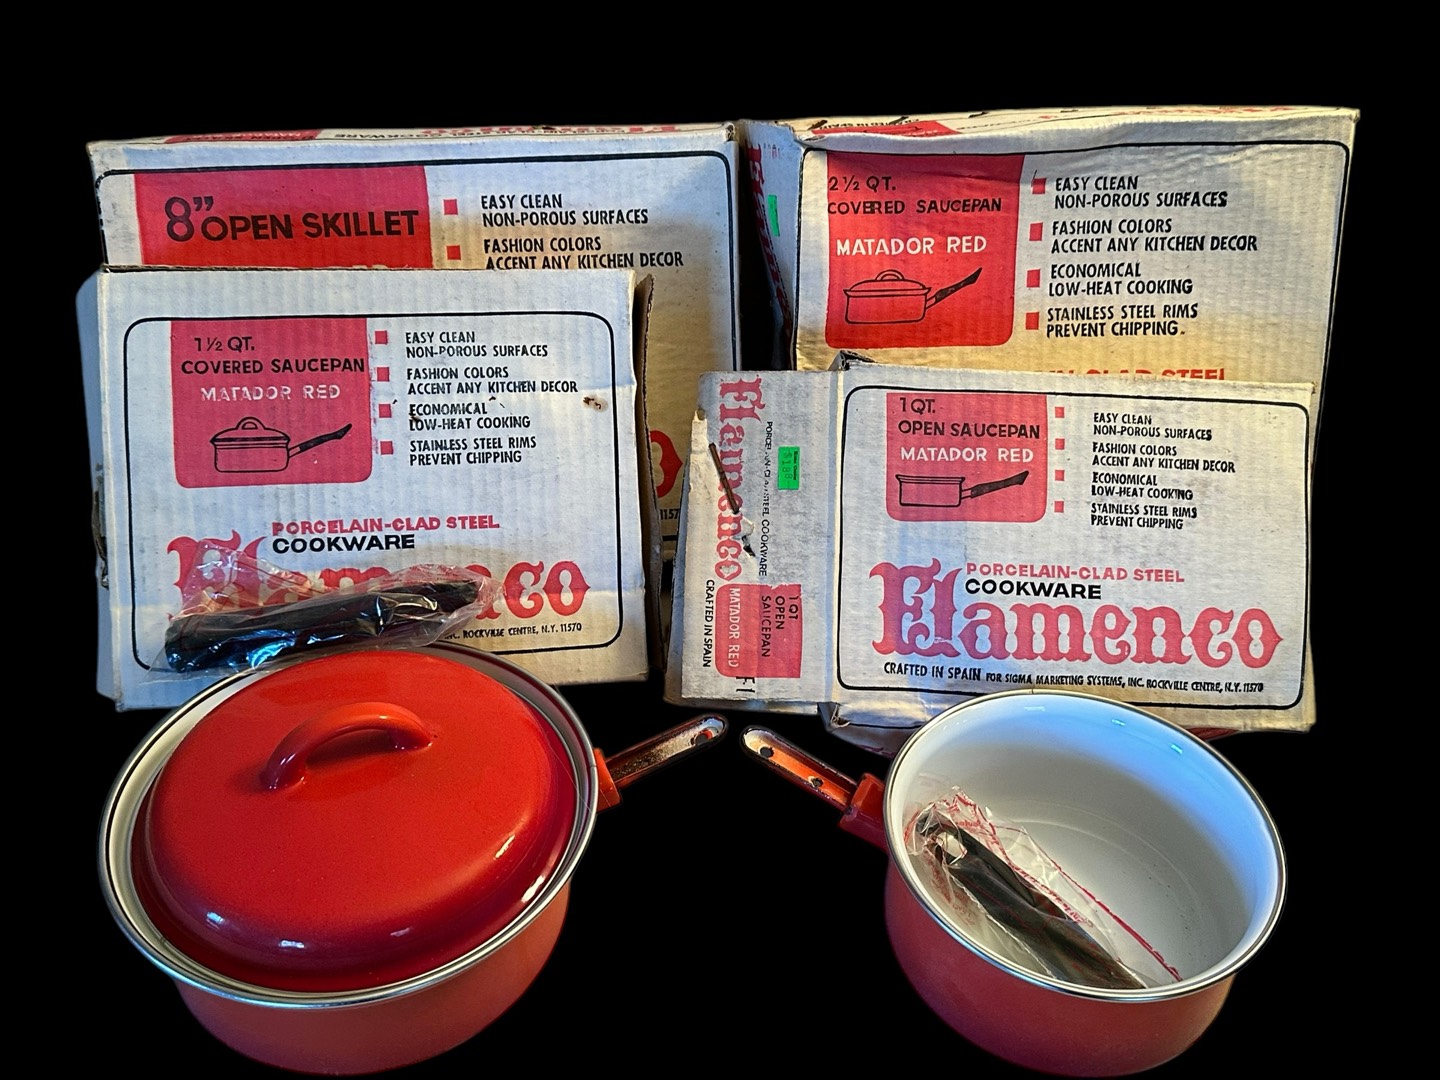 8" OPEN SKILLET
EASY CLEAN
NON-POROUS SURFACES
FASHION COLORS
ACCENT ANY KITCHEN DECOR
1157
2½ QT.
COVERED SAUCEPAN
MATADOR RED
EASY CLEAN
NON-POROUS SURFACES
FASHION COLORS
ACCENT ANY KITCHEN DECOR
ECONOMICAL
LOW-HEAT COOKING
STAINLESS STEEL RIMS
PREVENT CHIPPING.
1½ QT.
COVERED SAUCEPAN
MATADOR RED
EASY CLEAN
NON-POROUS SURFACES
FASHION COLORS
ACCENT ANY KITCHEN DECOR
ECONOMICAL
LOW-HEAT COOKING
STAINLESS STEEL RIMS
PREVENT CHIPPING
PORCELAIN-CLAD STEEL
COOKWARE
Flamenco
INC. ROCKVILLE CENTRE, N.Y. 11570
Flamenco
PORCELAIN-CLAD STEEL COOKWARE
$1.88
1 QT
OPEN
SAUCEPAN
MATADOR RED
CRAFTED IN SPAIN
1 QT.
OPEN SAUCEPAN
MATADOR RED
EASY CLEAN
NON-POROUS SURFACES
FASHION COLORS
ACCENT ANY KITCHEN DECOR
ECONOMICAL
LOW-HEAT COOKING
STAINLESS STEEL RIMS
PREVENT CHIPPING
PORCELAIN-CLAD STEEL
COOKWARE
Flamenco
CRAFTED IN SPAIN FOR SIGMA MARKETING SYSTEMS, INC. ROCKVILLE CENTRE, N.Y. 11570